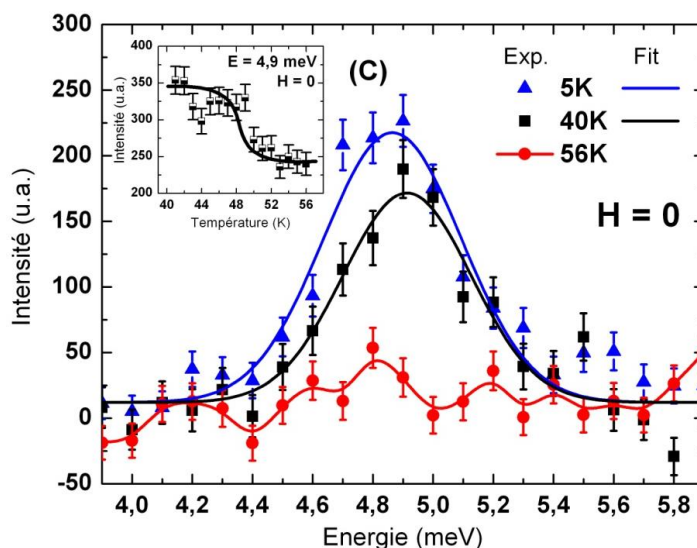 300
250
200
150
100
50
0
-50
Intensité (u.a.)
4,0 4,2 4,4 4,6 4,8 5,0 5,2 5,4 5,6 5,8
Energie (meV)
(C)
Exp. Fit
5K
40K
56K
H = 0
400
350
300
250
200
Intensité (u.a.)
40 44 48 52 56
Température (K)
E = 4,9 meV
H = 0